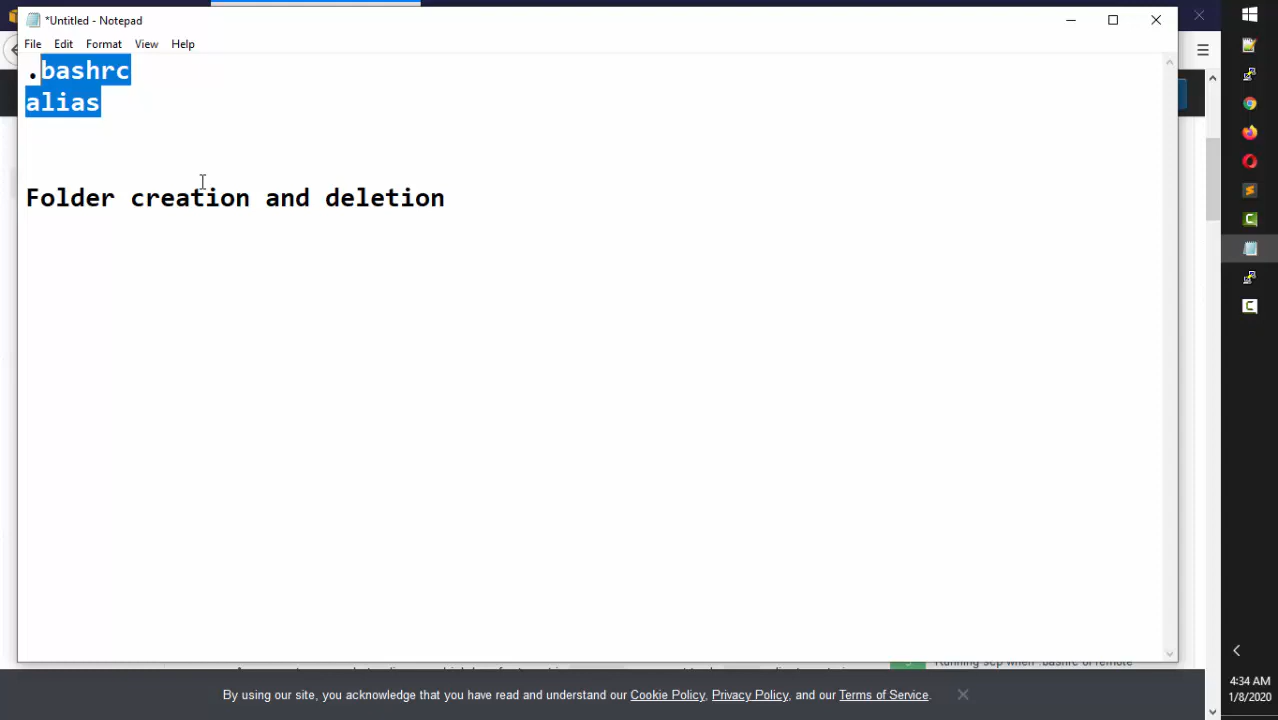 *Untitled - Notepad
File Edit Format View Help
.bashrc
alias
Folder creation and deletion
By using our site, you acknowledge that you have read and understand our Cookie Policy, Privacy Policy, and our Terms of Service.
4:34 AM
1/8/2020